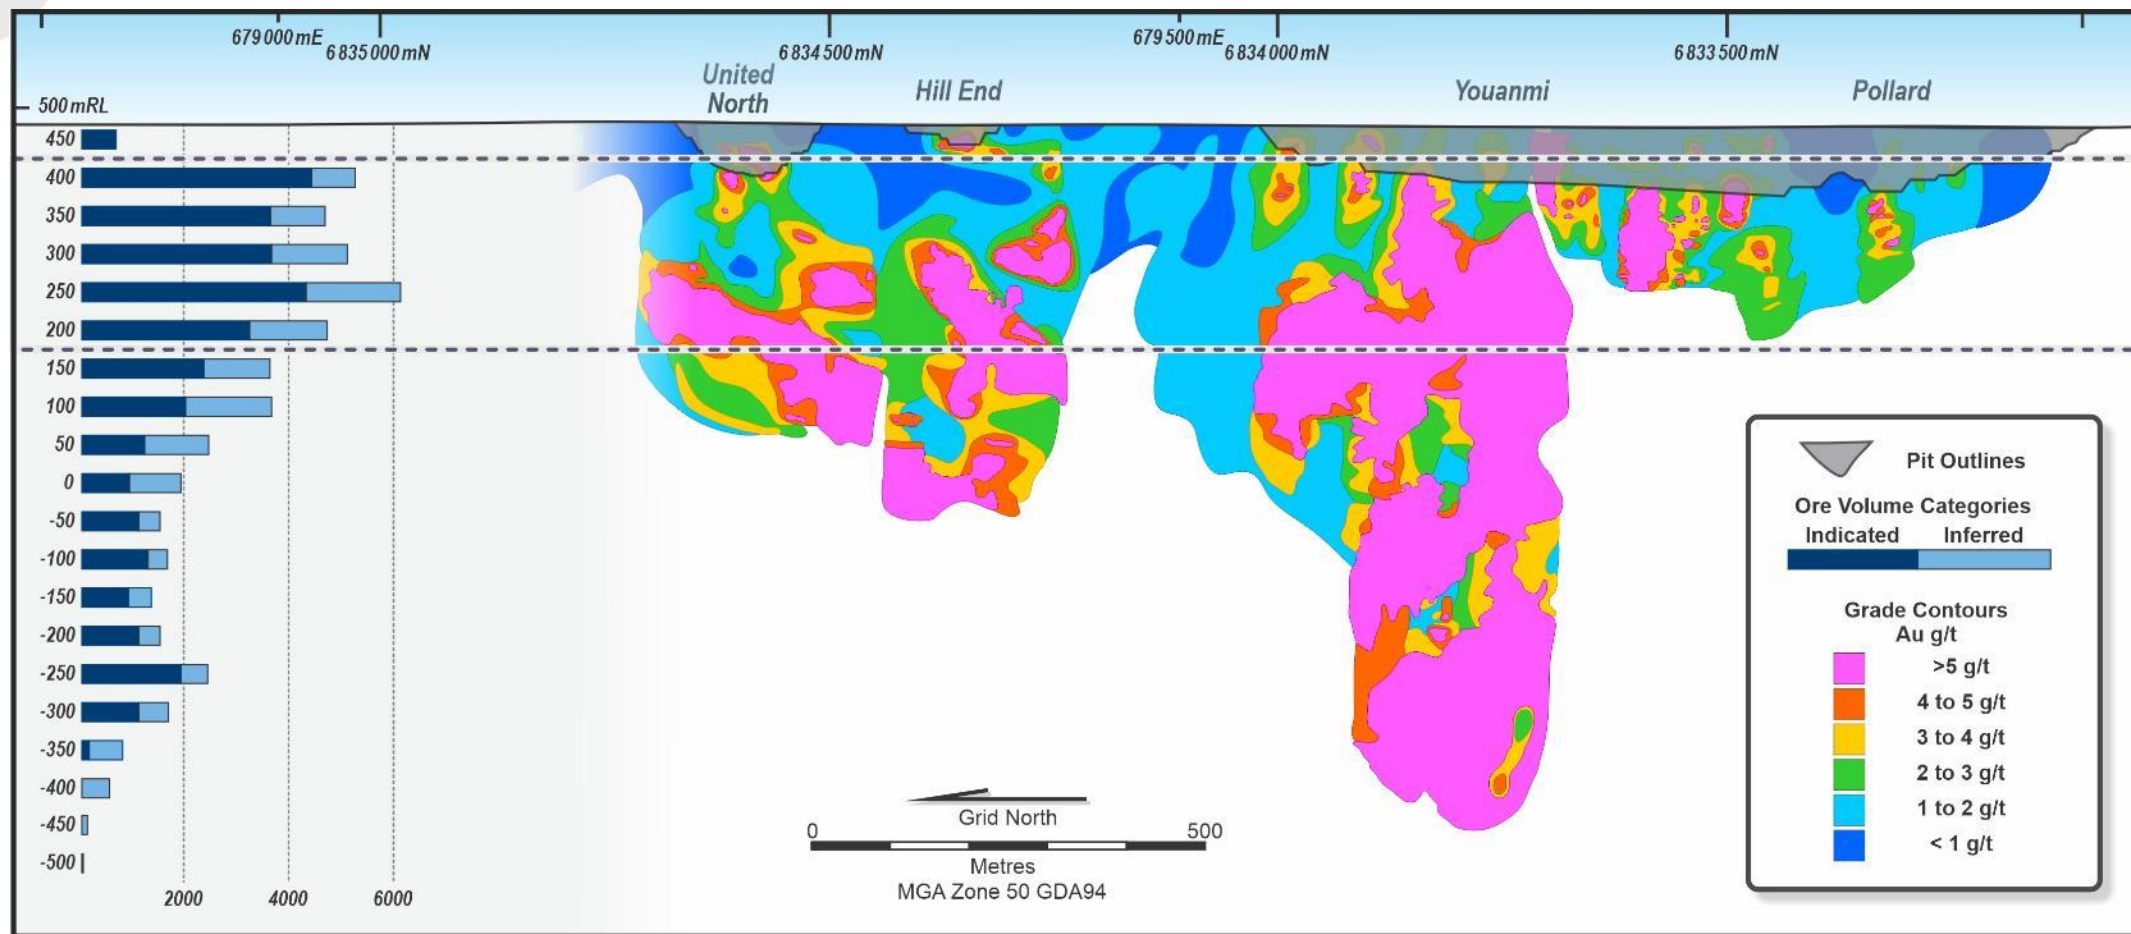 679 000 mE
6 835 000 mN
6 834 500 mN
679 500 mE
6 834 000 mN
6 833 500 mN
United
North
Hill End
Youanmi
Pollard
500 mRL
450
400
350
300
250
200
150
100
50
0
-50
-100
-150
-200
-250
-300
-350
-400
-450
-500
2000 4000 6000
Grid North
0 500
Metres
MGA Zone 50 GDA94
Pit Outlines
Ore Volume Categories
Indicated Inferred
Grade Contours
Au g/t
>5 g/t
4 to 5 g/t
3 to 4 g/t
2 to 3 g/t
1 to 2 g/t
< 1 g/t